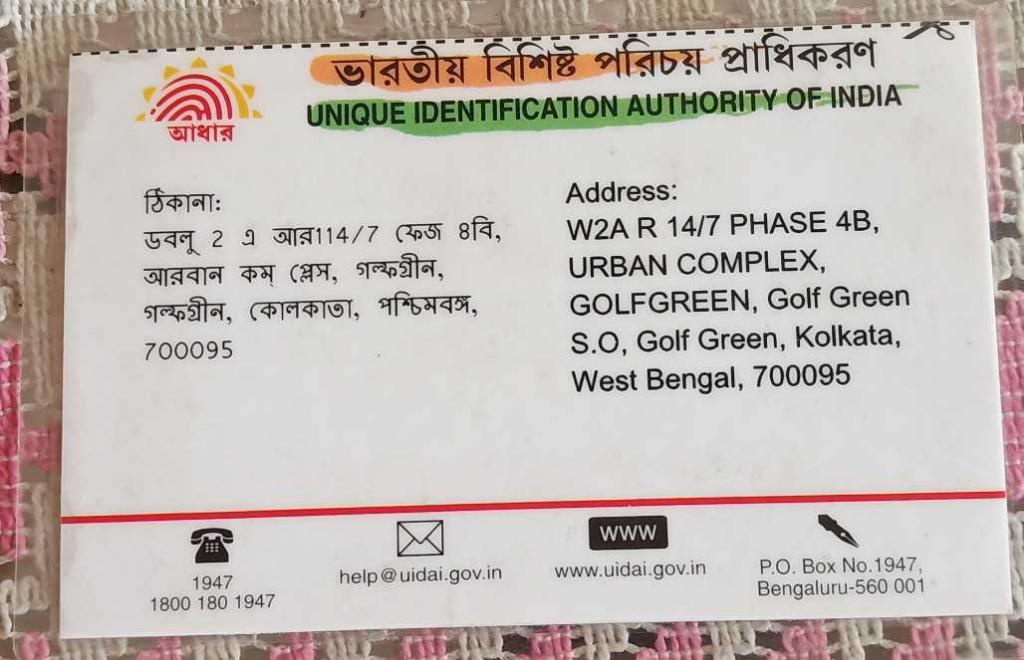 ভারতীয় বিশিষ্ট পরিচয় প্রাধিকরণ
UNIQUE IDENTIFICATION AUTHORITY OF INDIA
আধার
ঠিকানা:
ডবলু 2 এ আর114/7 ফেজ 4বি,
আরবান কম্ প্লেস, গল্ফগ্রীন,
গল্ফগ্রীন, কোলকাতা, পশ্চিমবঙ্গ,
700095
Address:
W2A R 14/7 PHASE 4B,
URBAN COMPLEX,
GOLFGREEN, Golf Green
S.O, Golf Green, Kolkata,
West Bengal, 700095
1947
1800 180 1947
help@uidai.gov.in
www
www.uidai.gov.in
P.O. Box No.1947,
Bengaluru-560 001